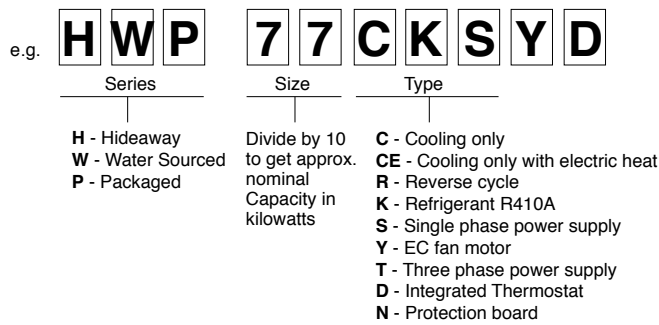 e.g. HWP 77CKSYD
Series Size Type
H - Hideaway
W - Water Sourced
P - Packaged
Divide by 10
to get approx.
nominal
Capacity in
kilowatts
C - Cooling only
CE - Cooling only with electric heat
R - Reverse cycle
K - Refrigerant R410A
S - Single phase power supply
Y - EC fan motor
T - Three phase power supply
D - Integrated Thermostat
N - Protection board